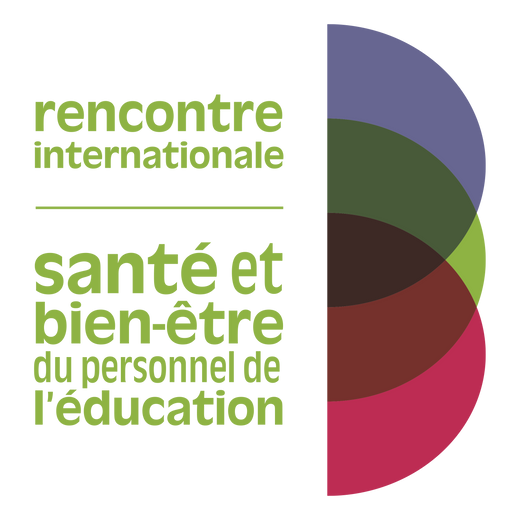 rencontre
internationale
santé et
bien-être
du personnel de
l'éducation